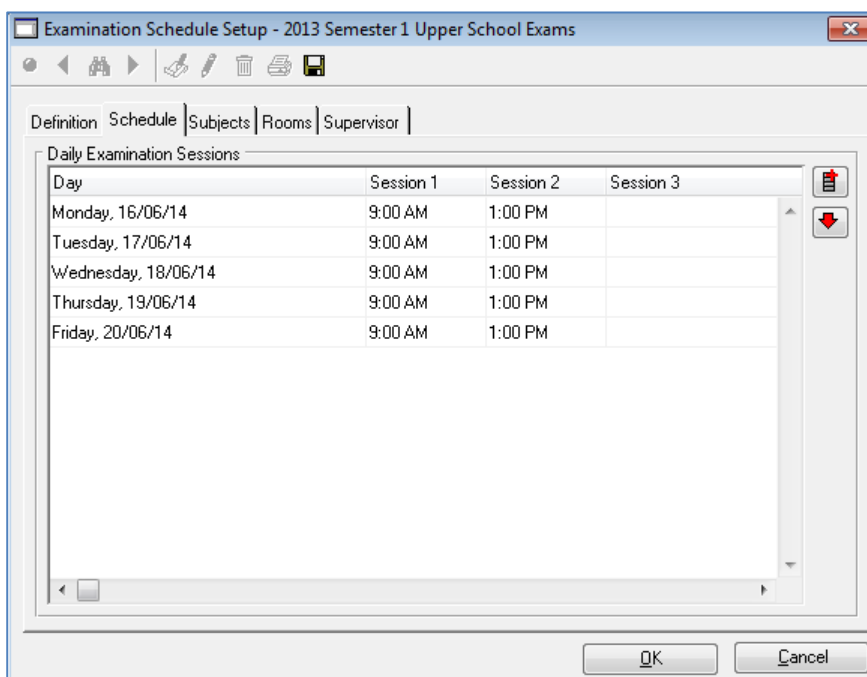 Examination Schedule Setup - 2013 Semester 1 Upper School Exams
Definition Schedule Subjects Rooms Supervisor
Daily Examination Sessions
Day Session 1 Session 2 Session 3
Monday, 16/06/14 9:00 AM 1:00 PM
Tuesday, 17/06/14 9:00 AM 1:00 PM
Wednesday, 18/06/14 9:00 AM 1:00 PM
Thursday, 19/06/14 9:00 AM 1:00 PM
Friday, 20/06/14 9:00 AM 1:00 PM
OK Cancel